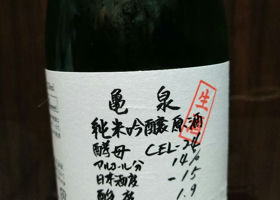 亀泉
純米吟醸原酒
酵母 CEL-24
アルコール分 14%
日本酒度 -15
酸度 1.9
生